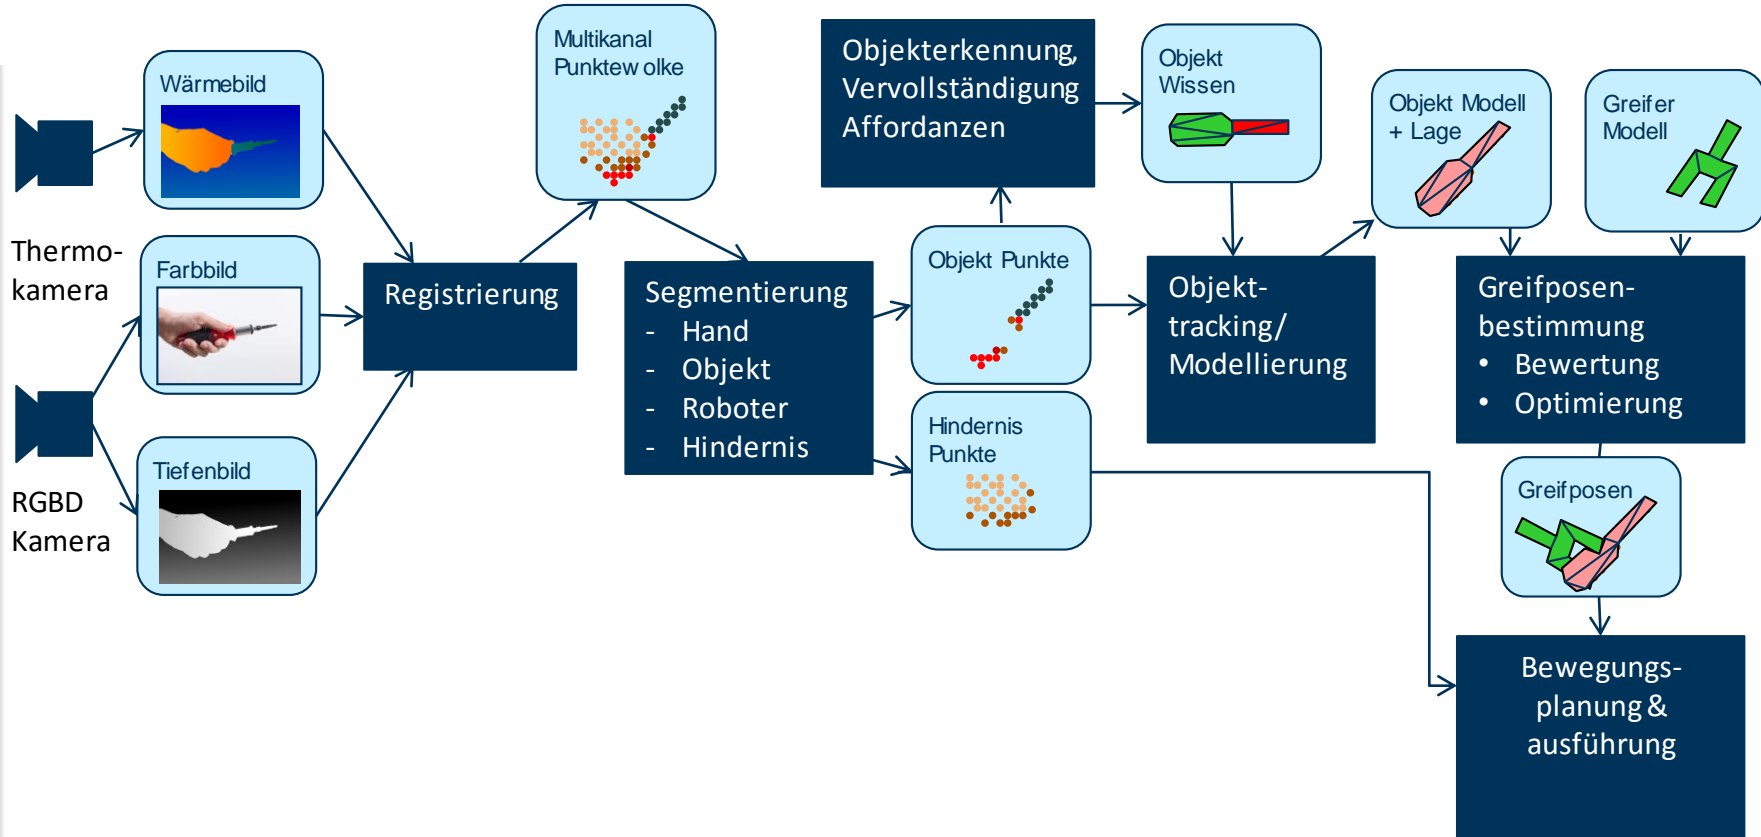 Thermo-
kamera
RGBD
Kamera
Wärmebild
Farbbild
Tiefenbild
Registrierung
Multikanal
Punktewolke
Segmentierung
- Hand
- Objekt
- Roboter
- Hindernis
Objekterkennung,
Vervollständigung
Affordanzen
Objekt Punkte
Hindernis
Punkte
Objekt
Wissen
Objekt-
tracking/
Modellierung
Objekt Modell
+ Lage
Greifer
Modell
Greifposen-
bestimmung
• Bewertung
• Optimierung
Greifposen
Bewegungs-
planung &
ausführung